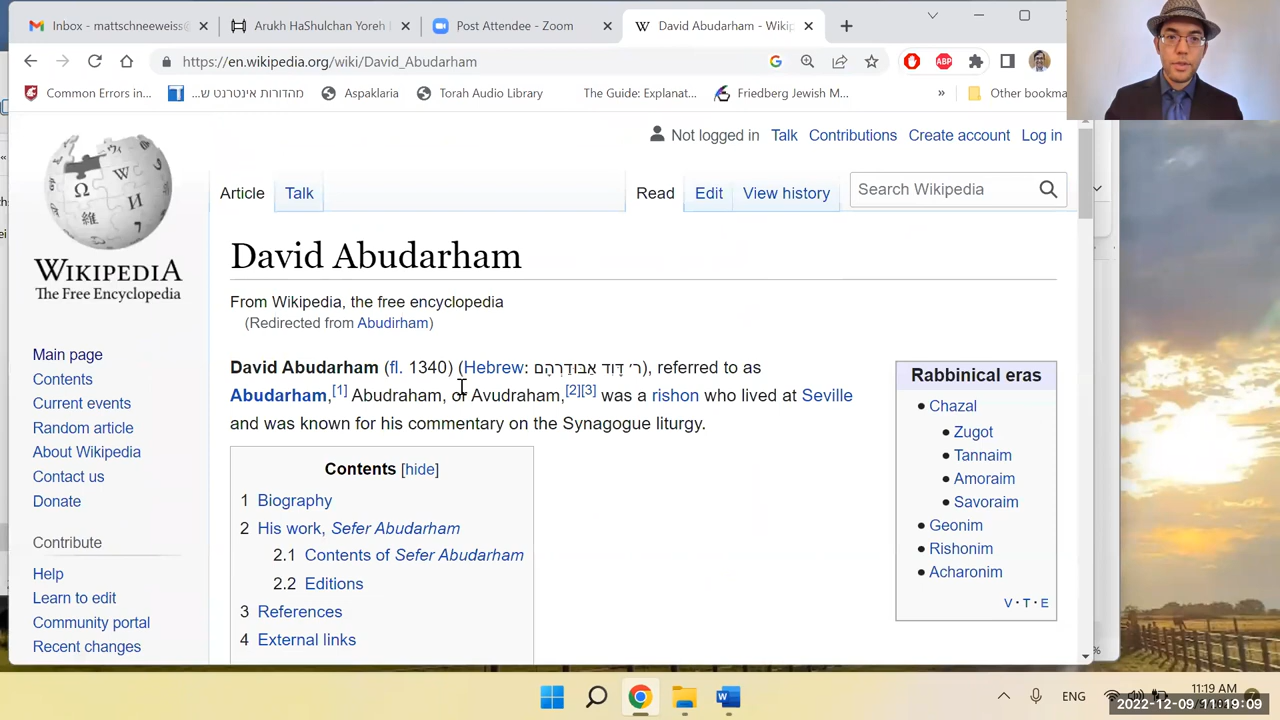 Inbox - mattschneeweiss@
Arukh HaShulchan Yoreh
Post Attendee - Zoom
David Abudarham - Wikip
https://en.wikipedia.org/wiki/David_Abudarham
Common Errors in...
מהדורות אינטרנט ש...
Aspaklaria
Torah Audio Library
The Guide: Explanat...
Friedberg Jewish M...
»
Other bookma
Not logged in Talk Contributions Create account Log in
Article Talk Read Edit View history Search Wikipedia
WIKIPEDIA
The Free Encyclopedia
Main page
Contents
Current events
Random article
About Wikipedia
Contact us
Donate
Contribute
Help
Learn to edit
Community portal
Recent changes
David Abudarham
From Wikipedia, the free encyclopedia
(Redirected from Abudirham)
David Abudarham (fl. 1340) (Hebrew: ר׳ דָּוִד אַבּוּדַרְהָם), referred to as
Abudarham,[1] Abudraham, or Avudraham,[2][3] was a rishon who lived at Seville
and was known for his commentary on the Synagogue liturgy.
Contents [hide]
1 Biography
2 His work, Sefer Abudarham
2.1 Contents of Sefer Abudarham
2.2 Editions
3 References
4 External links
Rabbinical eras
Chazal
Zugot
Tannaim
Amoraim
Savoraim
Geonim
Rishonim
Acharonim
V · T · E
ABP
ENG
11:19 AM
2022-12-09 11:19:09